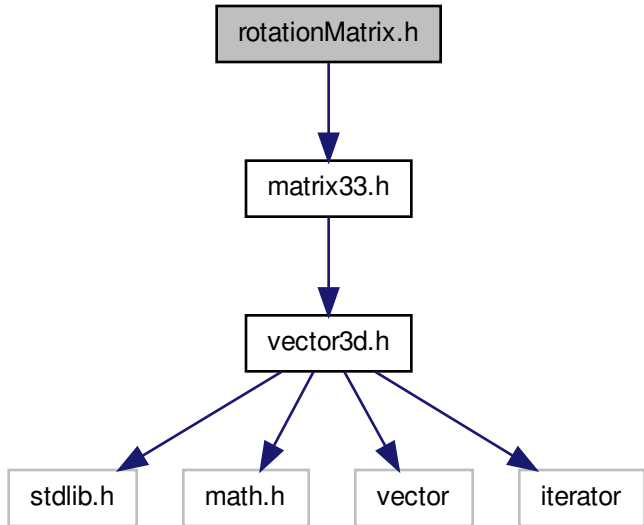 rotationMatrix.h
matrix33.h
vector3d.h
stdlib.h
math.h
vector
iterator